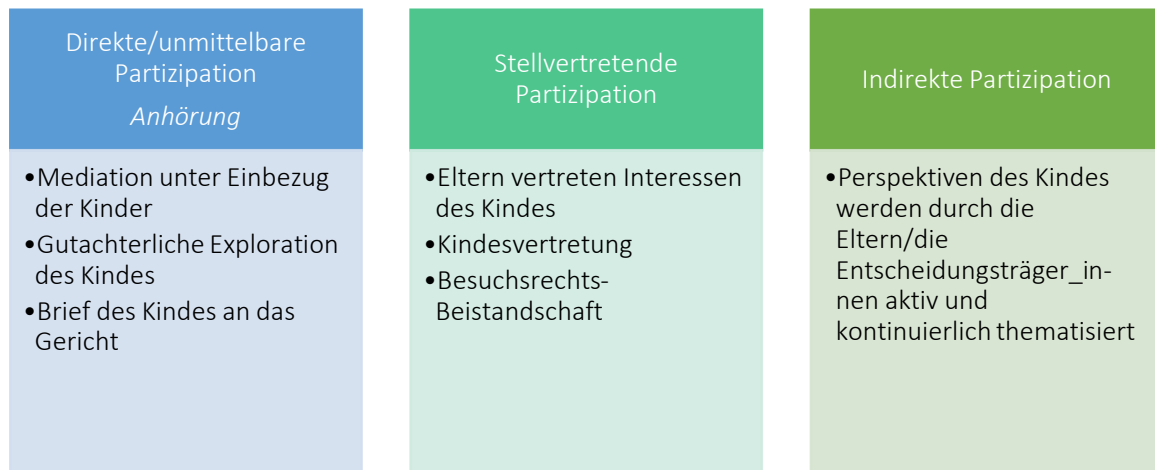 Direkte/unmittelbare
Partizipation
Anhörung
•Mediation unter Einbezug
der Kinder
•Gutachterliche Exploration
des Kindes
•Brief des Kindes an das
Gericht
Stellvertretende
Partizipation
•Eltern vertreten Interessen
des Kindes
•Kindesvertretung
•Besuchsrechts-
Beistandschaft
Indirekte Partizipation
•Perspektiven des Kindes
werden durch die
Eltern/die
Entscheidungsträger_in-
nen aktiv und
kontinuierlich thematisiert